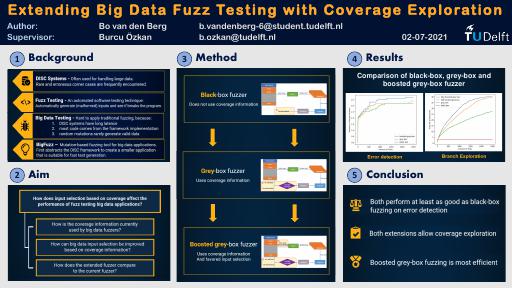 Extending Big Data Fuzz Testing with Coverage Exploration
Author: Bo van den Berg b.vandenberg-6@student.tudelft.nl
Supervisor: Burcu Özkan b.ozkan@tudelft.nl 02-07-2021
TUDelft
1 Background
DISC Systems - Often used for handling large data.
Rare and erroneous corner cases are frequently encountered.
Fuzz Testing - An automated software testing technique
Automatically generate (malformed) inputs and see if it breaks the program
Big Data Testing - Hard to apply traditional fuzzing, because:
1. DISC systems have long latency
2. most code comes from the framework implementation
3. random mutations rarely generate valid data
BigFuzz - Mutation-based fuzzing tool for big data applications.
First abstracts the DISC framework to create a smaller application
that is suitable for fuzz test generation.
2 Aim
How does input selection based on coverage affect the
performance of fuzz testing big data applications?
How is the coverage information currently
used by big data fuzzers?
How can big data input selection be improved
based on coverage information?
How does the extended fuzzer compare
to the current fuzzer?
3 Method
Black-box fuzzer
Does not use coverage information
Grey-box fuzzer
Uses coverage information
Boosted grey-box fuzzer
Uses coverage information
And favored input selection
4 Results
Comparison of black-box, grey-box and
boosted grey-box fuzzer
Error detection
Branch Exploration
5 Conclusion
Both perform at least as good as black-box
fuzzing on error detection
Both extensions allow coverage exploration
Boosted grey-box fuzzing is most efficient